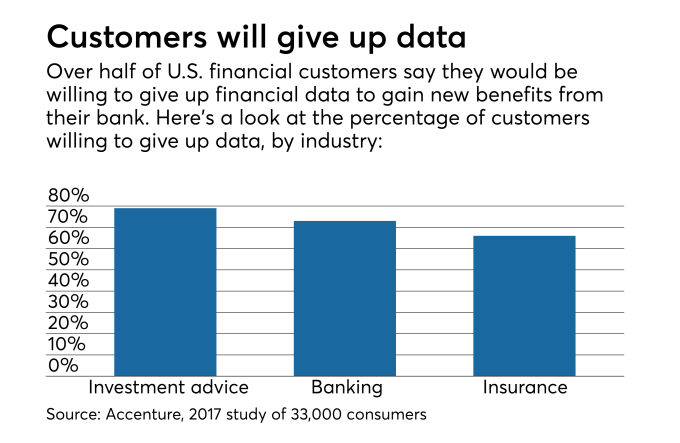 Customers will give up data
Over half of U.S. financial customers say they would be
willing to give up financial data to gain new benefits from
their bank. Here's a look at the percentage of customers
willing to give up data, by industry:
80%
70%
60%
50%
40%
30%
20%
10%
0%
Investment advice
Banking
Insurance
Source: Accenture, 2017 study of 33,000 consumers